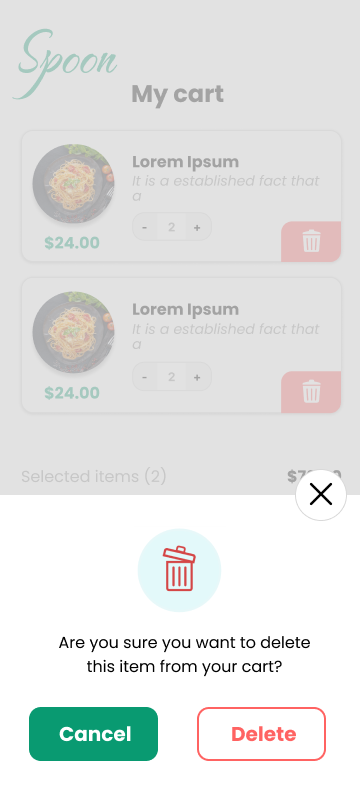 Spoon
My cart
Lorem Ipsum
It is a established fact that
a
- 2 +
$24.00
Lorem Ipsum
It is a established fact that
a
- 2 +
$24.00
Selected items (2)
Are you sure you want to delete
this item from your cart?
Cancel Delete